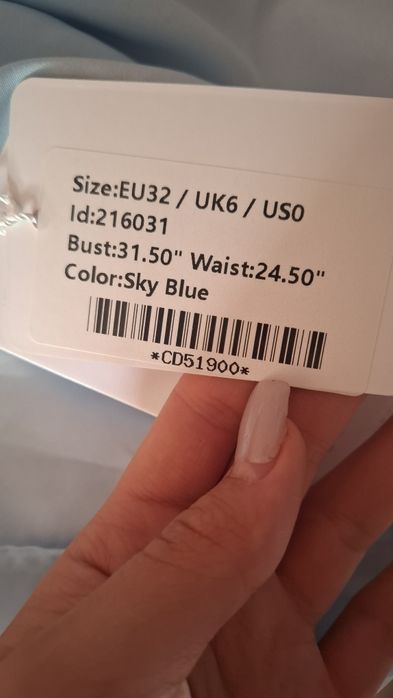 Size:EU32 / UK6 / US0
Id:216031
Bust:31.50" Waist:24.50"
Color:Sky Blue
*CD51900*